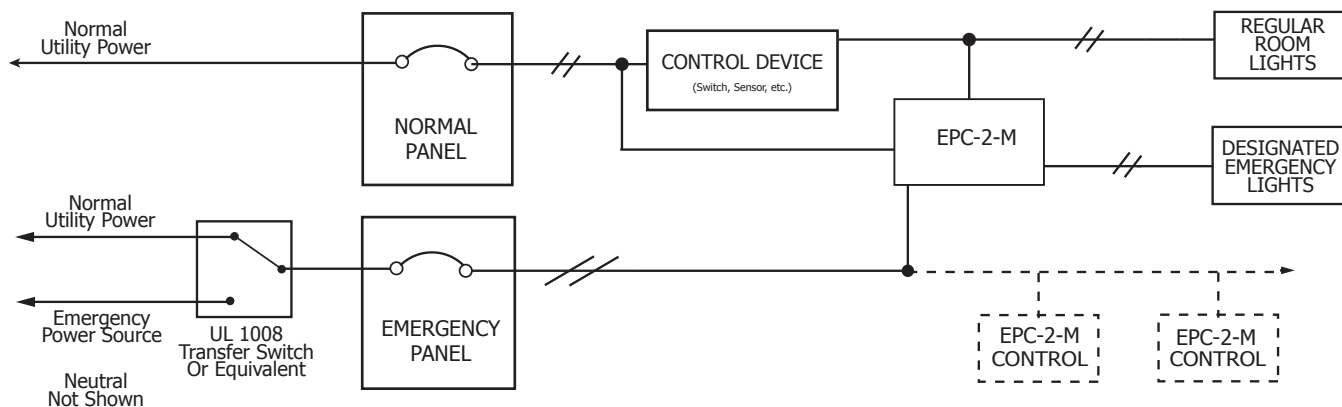 Normal
Utility Power
NORMAL
PANEL
CONTROL DEVICE
(Switch, Sensor, etc.)
REGULAR
ROOM
LIGHTS
EPC-2-M
DESIGNATED
EMERGENCY
LIGHTS
Normal
Utility Power
Emergency
Power Source
UL 1008
Transfer Switch
Or Equivalent
EMERGENCY
PANEL
EPC-2-M
CONTROL
EPC-2-M
CONTROL
Neutral
Not Shown